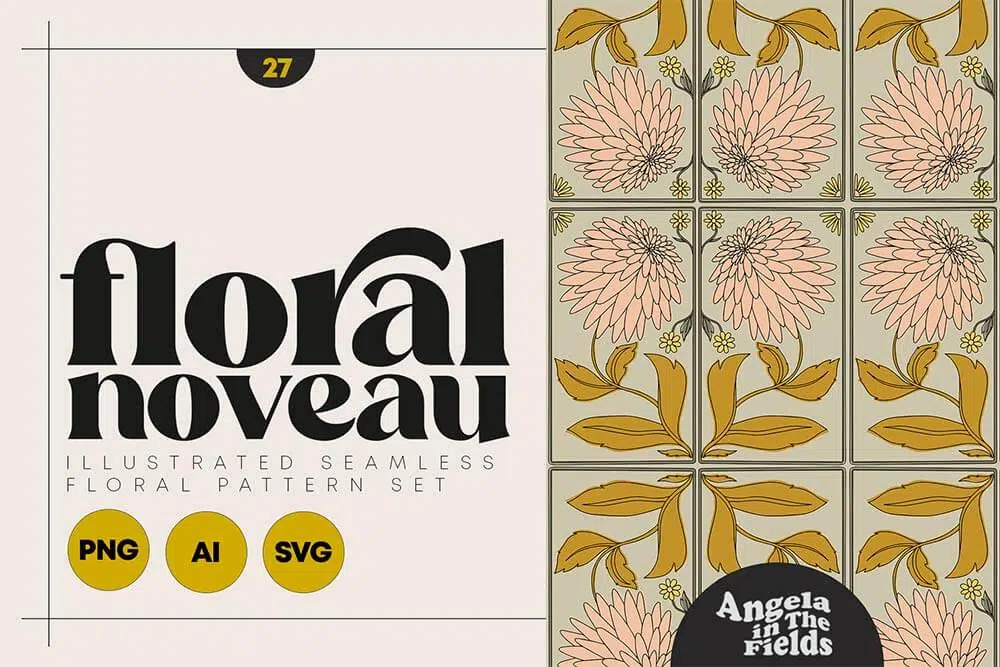 27
floral
noveau
ILLUSTRATED SEAMLESS
FLORAL PATTERN SET
PNG AI SVG
Angela
in The
Fields